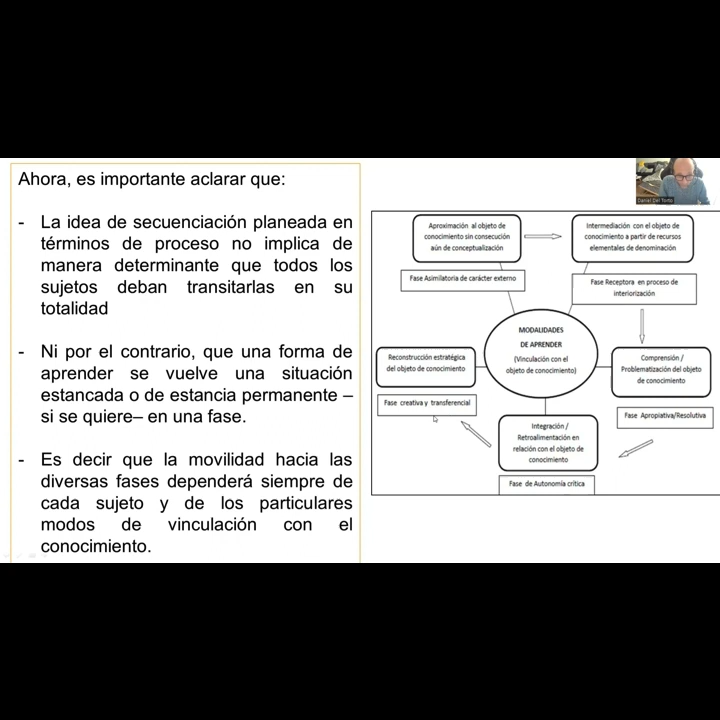 Ahora, es importante aclarar que:
- La idea de secuenciación planeada en
términos de proceso no implica de
manera determinante que todos los
sujetos deban transitarlas en su
totalidad
- Ni por el contrario, que una forma de
aprender se vuelve una situación
estancada o de estancia permanente –
si se quiere– en una fase.
- Es decir que la movilidad hacia las
diversas fases dependerá siempre de
cada sujeto y de los particulares
modos de vinculación con el
conocimiento.
Daniel Del Torto
Aproximación al objeto de
conocimiento sin consecución
aún de conceptualización
Fase Asimilatoria de carácter externo
Intermediación con el objeto de
conocimiento a partir de recursos
elementales de denominación
Fase Receptora en proceso de
interiorización
MODALIDADES
DE APRENDER
(Vinculación con el
objeto de conocimiento)
Reconstrucción estratégica
del objeto de conocimiento
Fase creativa y transferencial
Comprensión /
Problematización del objeto
de conocimiento
Fase Apropiativa/Resolutiva
Integración /
Retroalimentación en
relación con el objeto de
conocimiento
Fase de Autonomía crítica